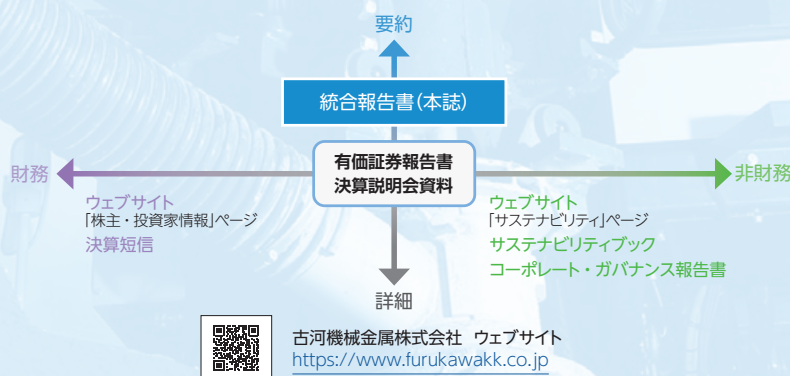 要約
統合報告書（本誌）
有価証券報告書
決算説明会資料
財務
非財務
ウェブサイト
「株主・投資家情報」ページ
決算短信
ウェブサイト
「サステナビリティ」ページ
サステナビリティブック
コーポレート・ガバナンス報告書
詳細
古河機械金属株式会社 ウェブサイト
https://www.furukawakk.co.jp